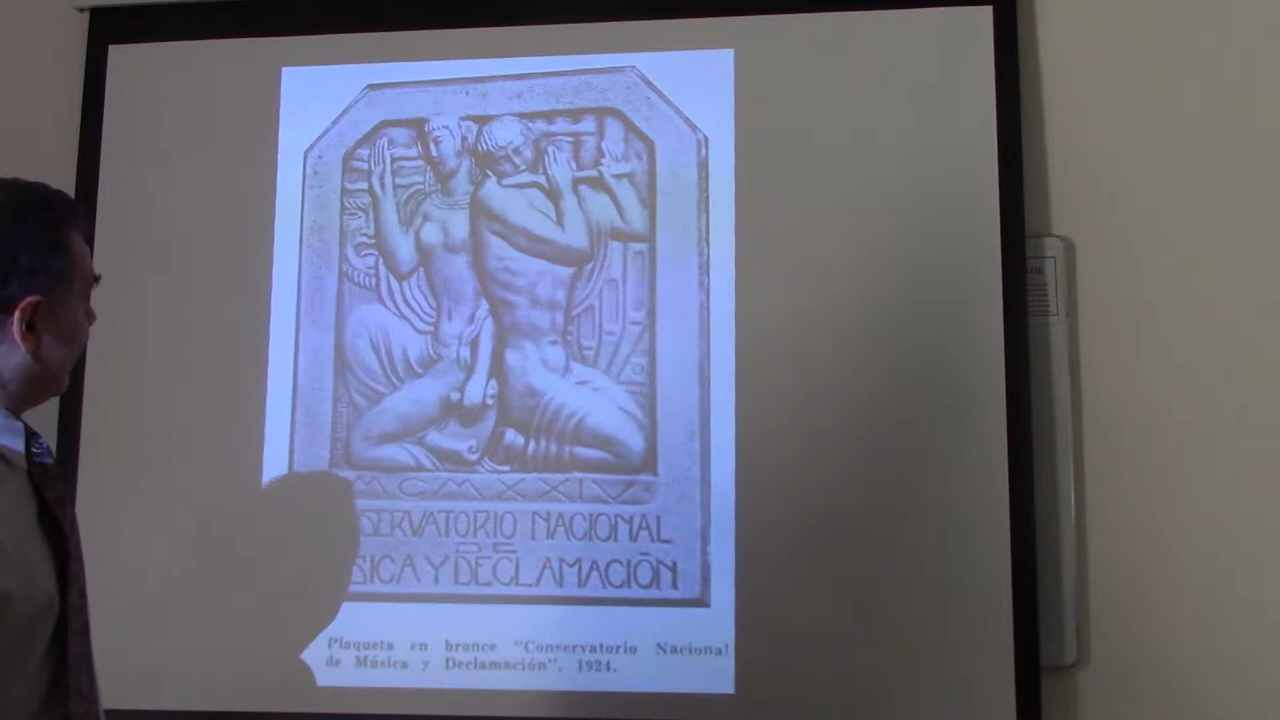 MCMXXIV
SERVATORIO NACIONAL
DE
SICA Y DECLAMACIÓN
Plaqueta en bronce "Conservatorio Nacional
de Música y Declamación". 1924.